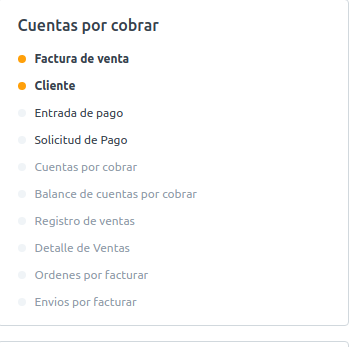 Cuentas por cobrar
Factura de venta
Cliente
Entrada de pago
Solicitud de Pago
Cuentas por cobrar
Balance de cuentas por cobrar
Registro de ventas
Detalle de Ventas
Ordenes por facturar
Envios por facturar